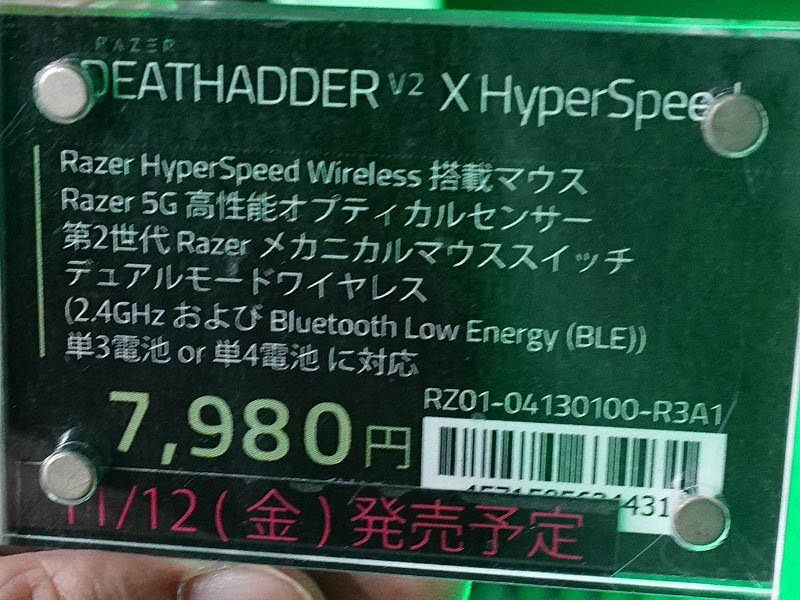 RAZER
DEATHADDER V2 X HyperSpeed
Razer HyperSpeed Wireless 搭載マウス
Razer 5G 高性能オプティカルセンサー
第2世代 Razer メカニカルマウススイッチ
デュアルモードワイヤレス
(2.4GHz および Bluetooth Low Energy (BLE))
単3電池 or 単4電池 に対応
7,980円
RZ01-04130100-R3A1
11/12 (金) 発売予定